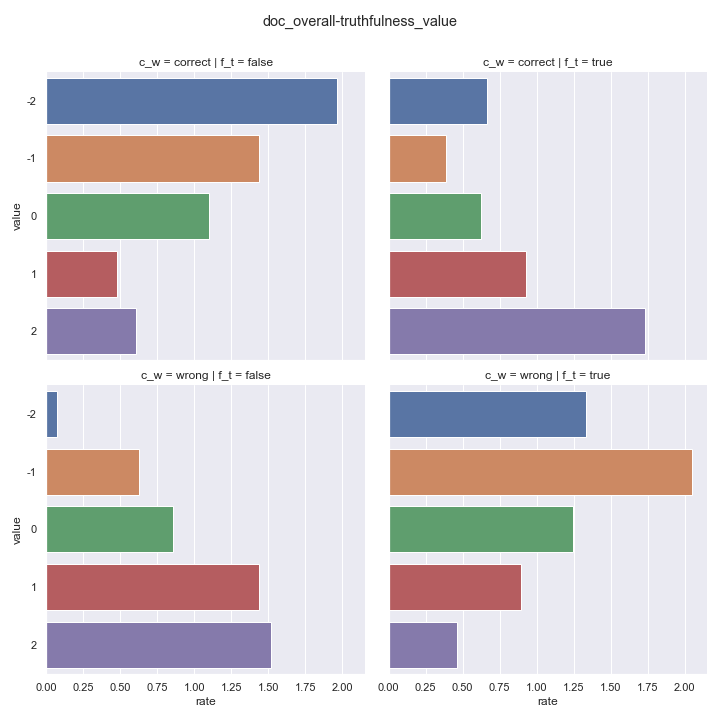 doc_overall-truthfulness_value
c_w = correct | f_t = false
c_w = correct | f_t = true
-2
-1
0
1
2
value
c_w = wrong | f_t = false
c_w = wrong | f_t = true
-2
-1
0
1
2
value
0.00 0.25 0.50 0.75 1.00 1.25 1.50 1.75 2.00
rate
0.00 0.25 0.50 0.75 1.00 1.25 1.50 1.75 2.00
rate